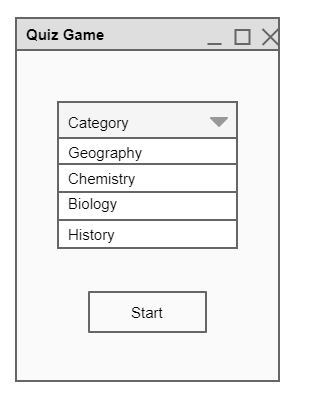 Quiz Game
Category
Geography
Chemistry
Biology
History
Start